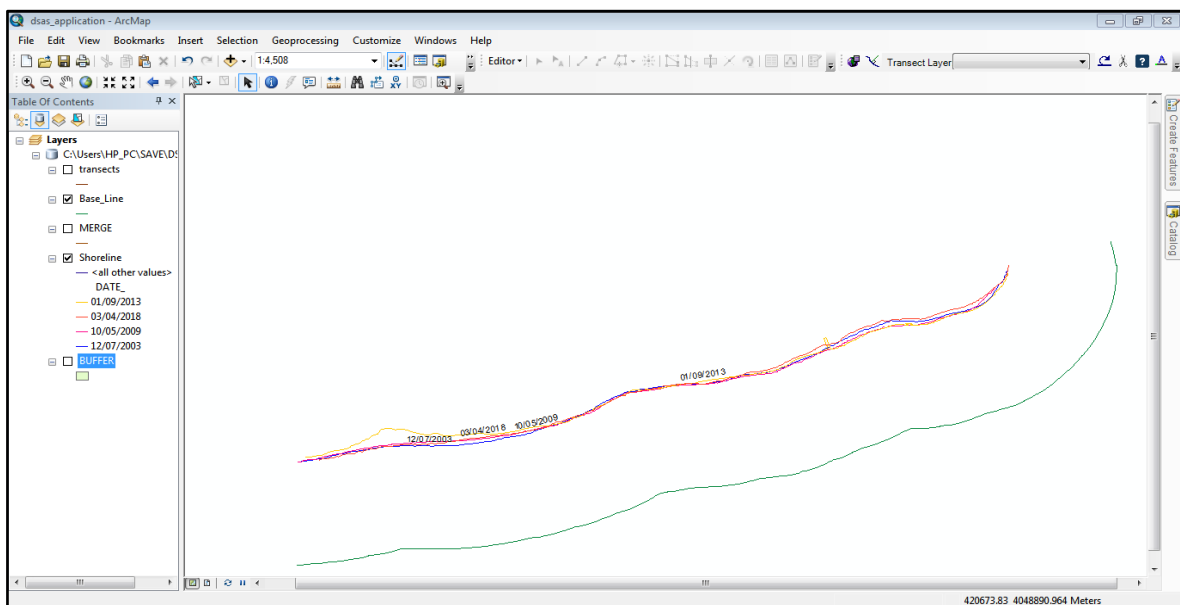 dsas_application - ArcMap
File Edit View Bookmarks Insert Selection Geoprocessing Customize Windows Help
1:4,508 Editor Transect Layer
Table Of Contents
Layers
C:\Users\HP_PC\SAVE\DS
transects
Base_Line
MERGE
Shoreline
<all other values>
DATE_
01/09/2013
03/04/2018
10/05/2009
12/07/2003
BUFFER
01/09/2013
12/07/2003 03/04/2018 10/05/2009
Create Features
Catalog
420673.83 4048890.964 Meters